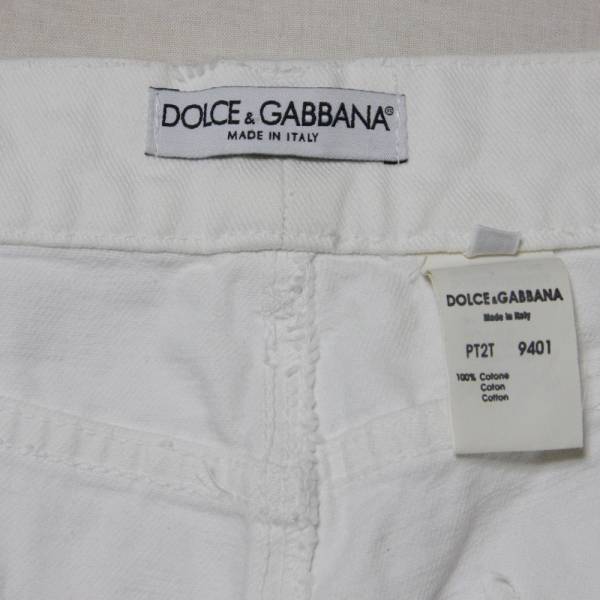 DOLCE & GABBANA®
MADE IN ITALY
DOLCE & GABBANA
Made in Italy
PT2T 9401
100% Cotone
Coton
Cotton